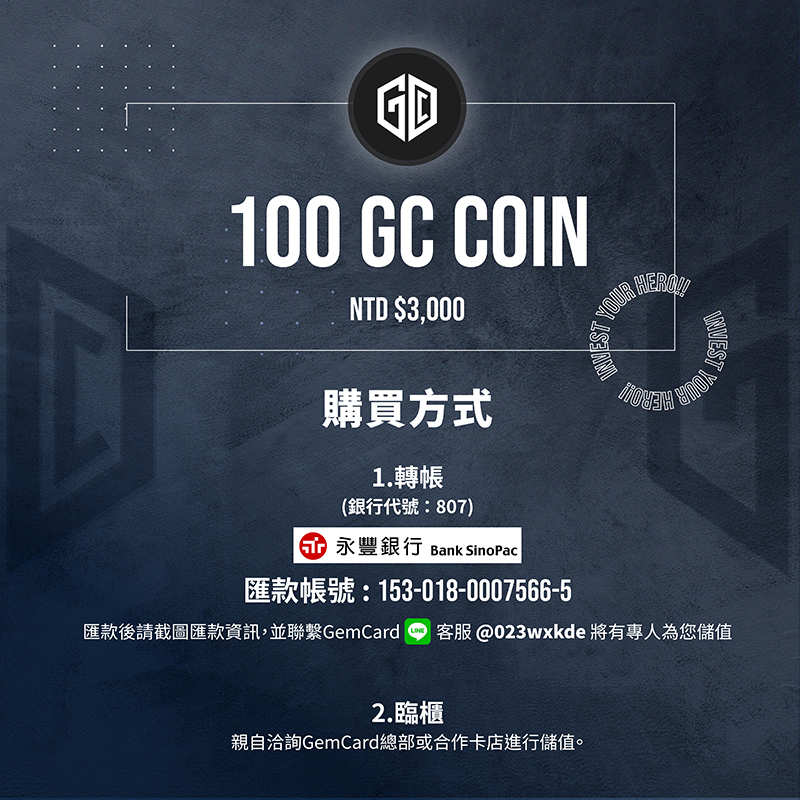 GC
100 GC COIN
NTD $3,000
INVEST YOUR HERO!!
INVEST YOUR HERO!!
購買方式
1.轉帳
(銀行代號：807)
永豐銀行 Bank SinoPac
匯款帳號：153-018-0007566-5
匯款後請截圖匯款資訊,並聯繫GemCard LINE 客服 @023wxkde 將有專人為您儲值
2.臨櫃
親自洽詢GemCard總部或合作卡店進行儲值。